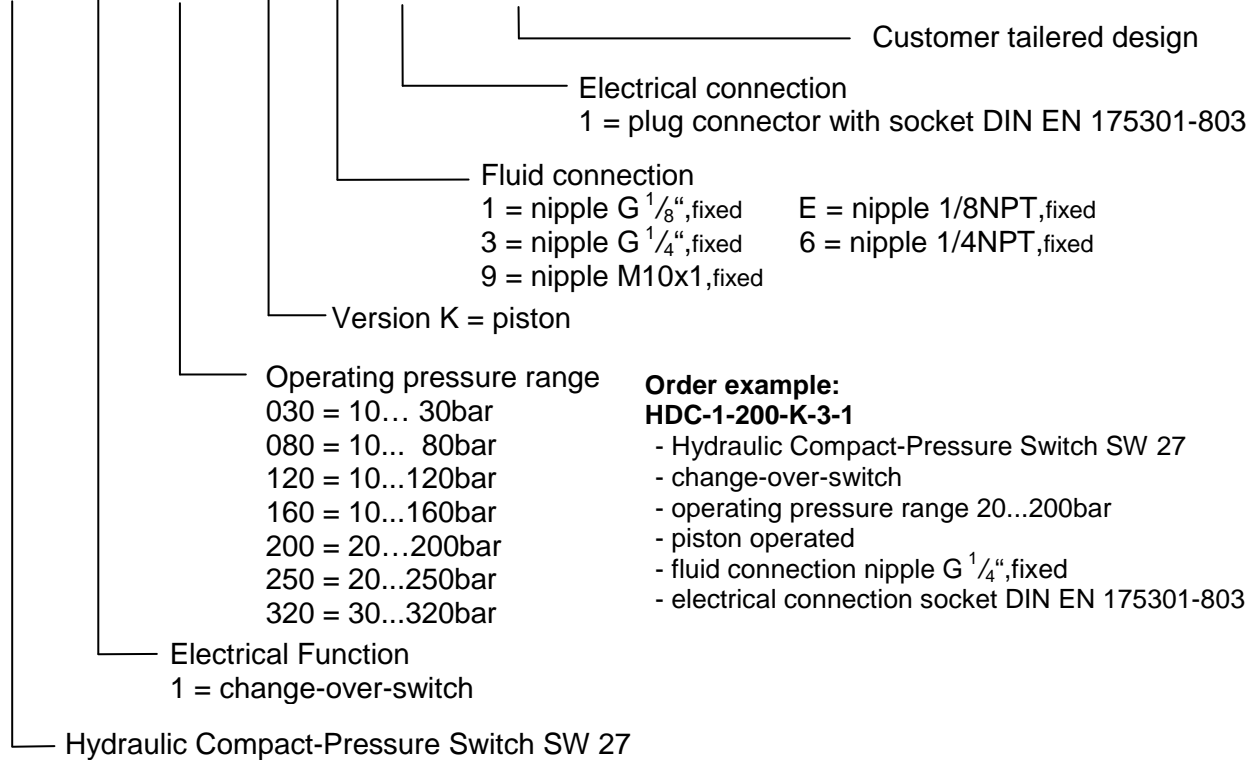 Customer tailered design
Electrical connection
1 = plug connector with socket DIN EN 175301-803
Fluid connection
1 = nipple G 1/8“,fixed E = nipple 1/8NPT,fixed
3 = nipple G 1/4“,fixed 6 = nipple 1/4NPT,fixed
9 = nipple M10x1,fixed
Version K = piston
Operating pressure range
030 = 10… 30bar
080 = 10... 80bar
120 = 10...120bar
160 = 10...160bar
200 = 20…200bar
250 = 20...250bar
320 = 30...320bar
Order example:
HDC-1-200-K-3-1
- Hydraulic Compact-Pressure Switch SW 27
- change-over-switch
- operating pressure range 20...200bar
- piston operated
- fluid connection nipple G 1/4“,fixed
- electrical connection socket DIN EN 175301-803
Electrical Function
1 = change-over-switch
Hydraulic Compact-Pressure Switch SW 27